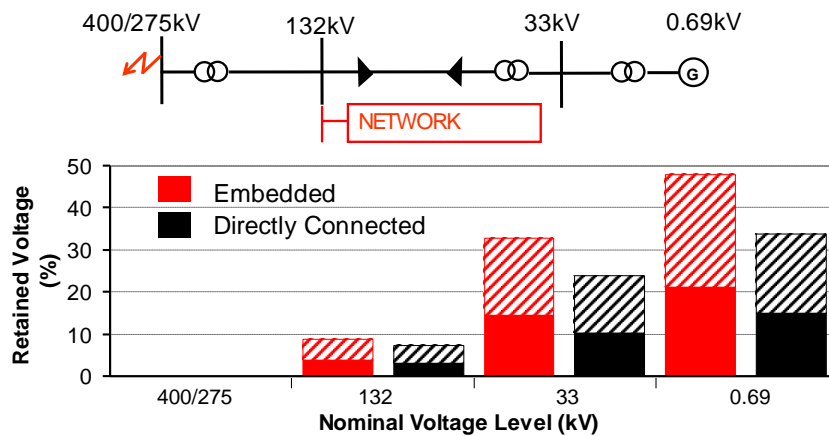 400/275kV
132kV
33kV
0.69kV
G
NETWORK
Retained Voltage
(%)
50
40
30
20
10
0
Embedded
Directly Connected
400/275
132
33
0.69
Nominal Voltage Level (kV)